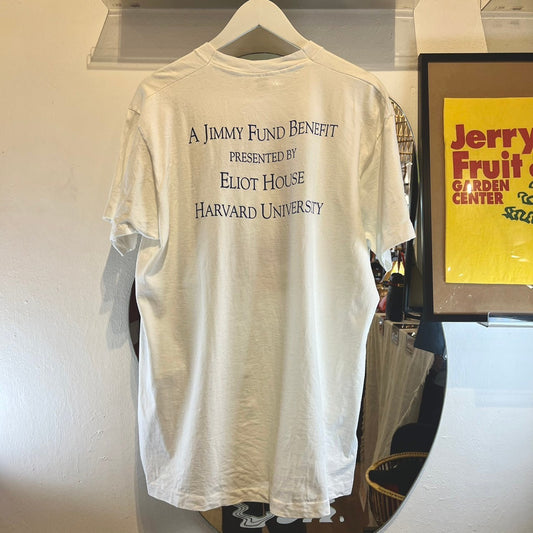 A Jimmy Fund Benefit
presented by
Eliot House
Harvard University
Jerry
Fruit
GARDEN
CENTER